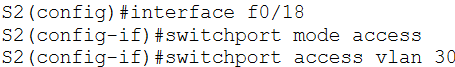 S2(config)#interface f0/18
S2(config-if)#switchport mode access
S2(config-if)#switchport access vlan 30